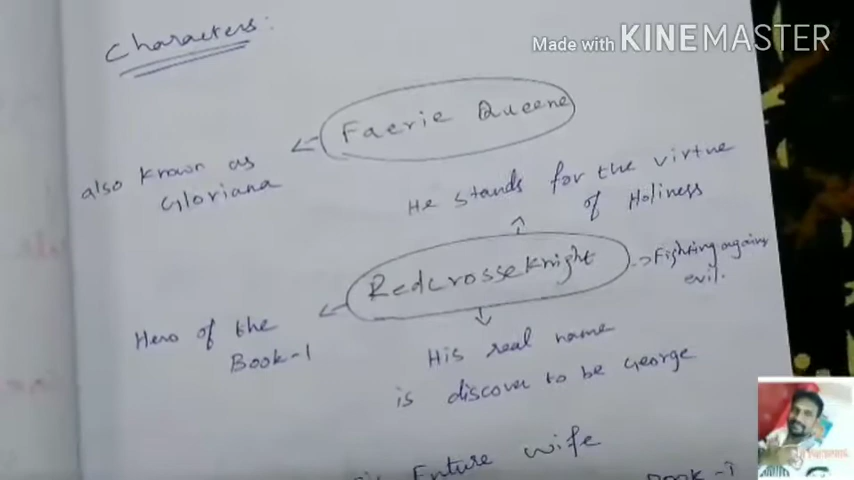 Characters:
Made with KINEMASTER
Faerie Queene
also known as
Gloriana
He stands for the virtue
of Holiness
Redcrosse Knight
Fighting against
evil.
Hero of the
Book-1
His real name
is discover to be George
Future wife
Book-1